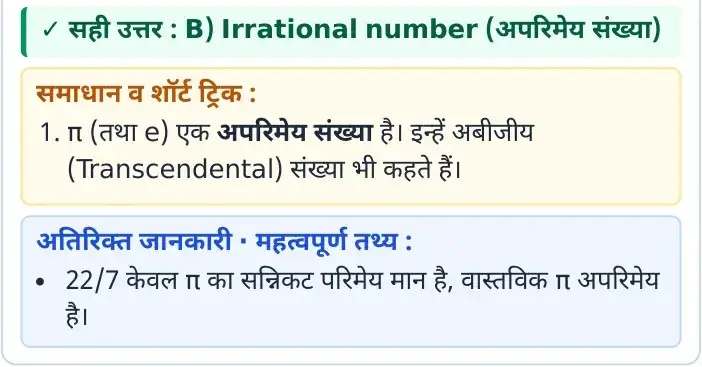 ✓ सही उत्तर : B) Irrational number (अपरिमेय संख्या)
समाधान व शॉर्ट ट्रिक :
1. π (तथा e) एक अपरिमेय संख्या है। इन्हें अबीजीय
(Transcendental) संख्या भी कहते हैं।
अतिरिक्त जानकारी · महत्वपूर्ण तथ्य :
• 22/7 केवल π का सन्निकट परिमेय मान है, वास्तविक π अपरिमेय
है।